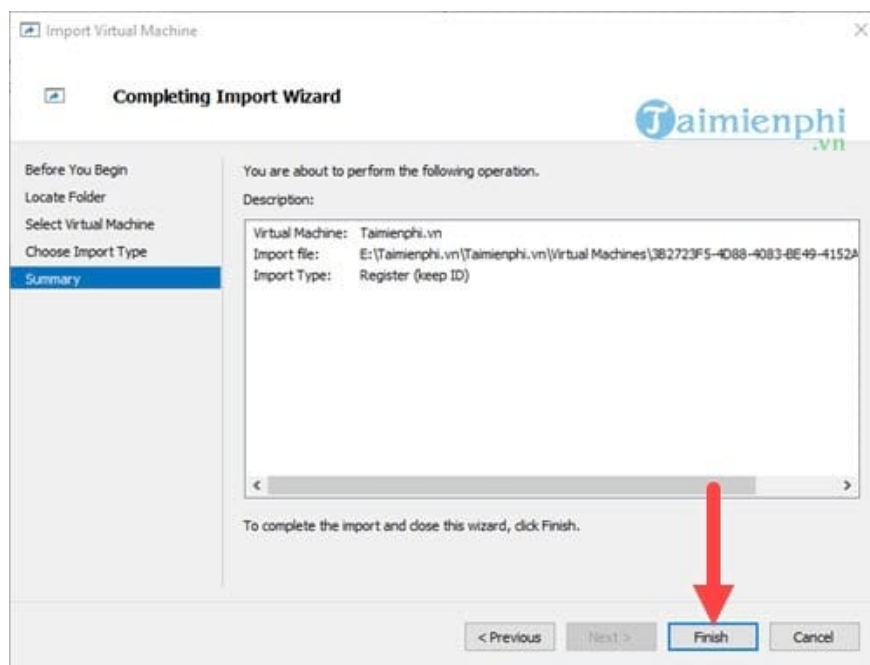 Import Virtual Machine
Completing Import Wizard
Taimienphi
.vn
Before You Begin
Locate Folder
Select Virtual Machine
Choose Import Type
Summary
You are about to perform the following operation.
Description:
Virtual Machine: Taimienphi.vn
Import file: E:\Taimienphi.vn\Taimienphi.vn\Virtual Machines\3B2723F5-4D88-4083-BE49-4152A
Import Type: Register (keep ID)
To complete the import and close this wizard, click Finish.
< Previous
Next >
Finish
Cancel